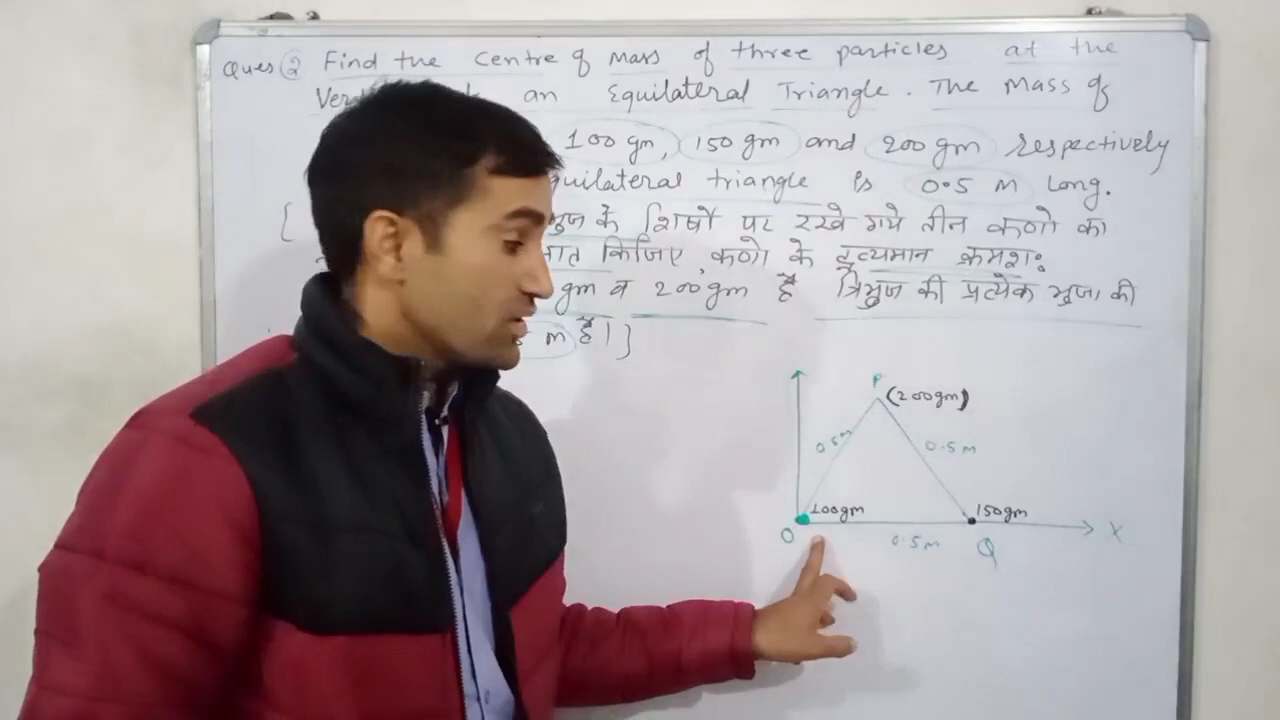 Ques ② Find the Centre of Mass of three particles at the
an Equilateral Triangle. The Mass of
100 gm, 150 gm and 200 gm respectively
quilateral triangle is 0.5 M Long.
{ के शिर्षो पर रखे गये तीन कणो का
किजिए, कणो के द्रव्यमान क्रमशः
gm व 200 gm है त्रिभुज की प्रत्येक भुजा की
m है।}
P
(200gm)
0.5m 0.5 M
100gm 150gm
O 0.5m Q X